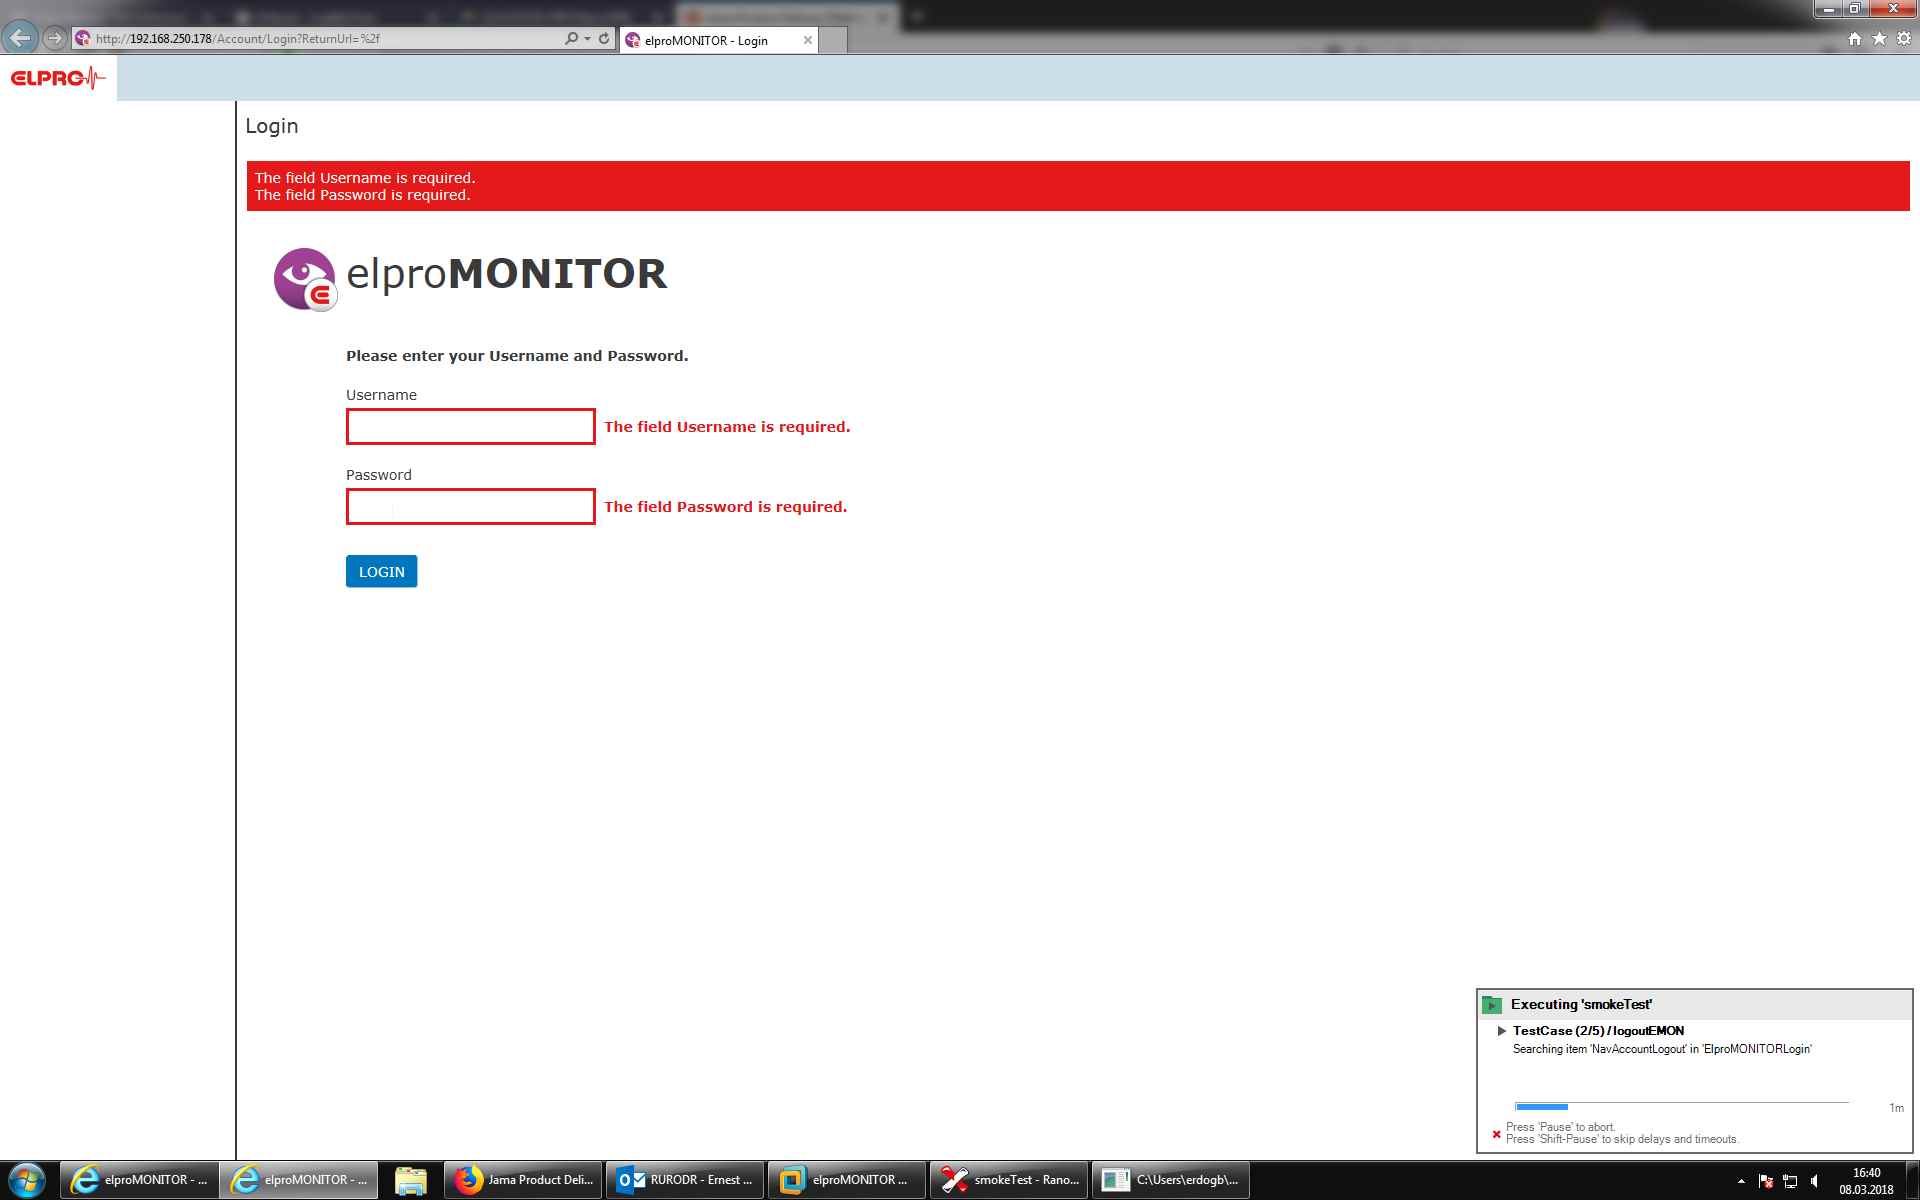 http://192.168.250.178/Account/Login?ReturnUrl=%2f
elproMONITOR - Login
ELPRO
Login
The field Username is required.
The field Password is required.
elproMONITOR
Please enter your Username and Password.
Username
The field Username is required.
Password
The field Password is required.
LOGIN
Executing 'smokeTest'
TestCase (2/5) / logoutEMON
Searching item 'NavAccountLogout' in 'ElproMONITORLogin'
1m
Press 'Pause' to abort.
Press 'Shift-Pause' to skip delays and timeouts.
elproMONITOR - ...
elproMONITOR - ...
Jama Product Deli...
RURODR - Ernest ...
elproMONITOR ...
smokeTest - Rano...
C:\Users\erdogb\...
16:40
08.03.2018